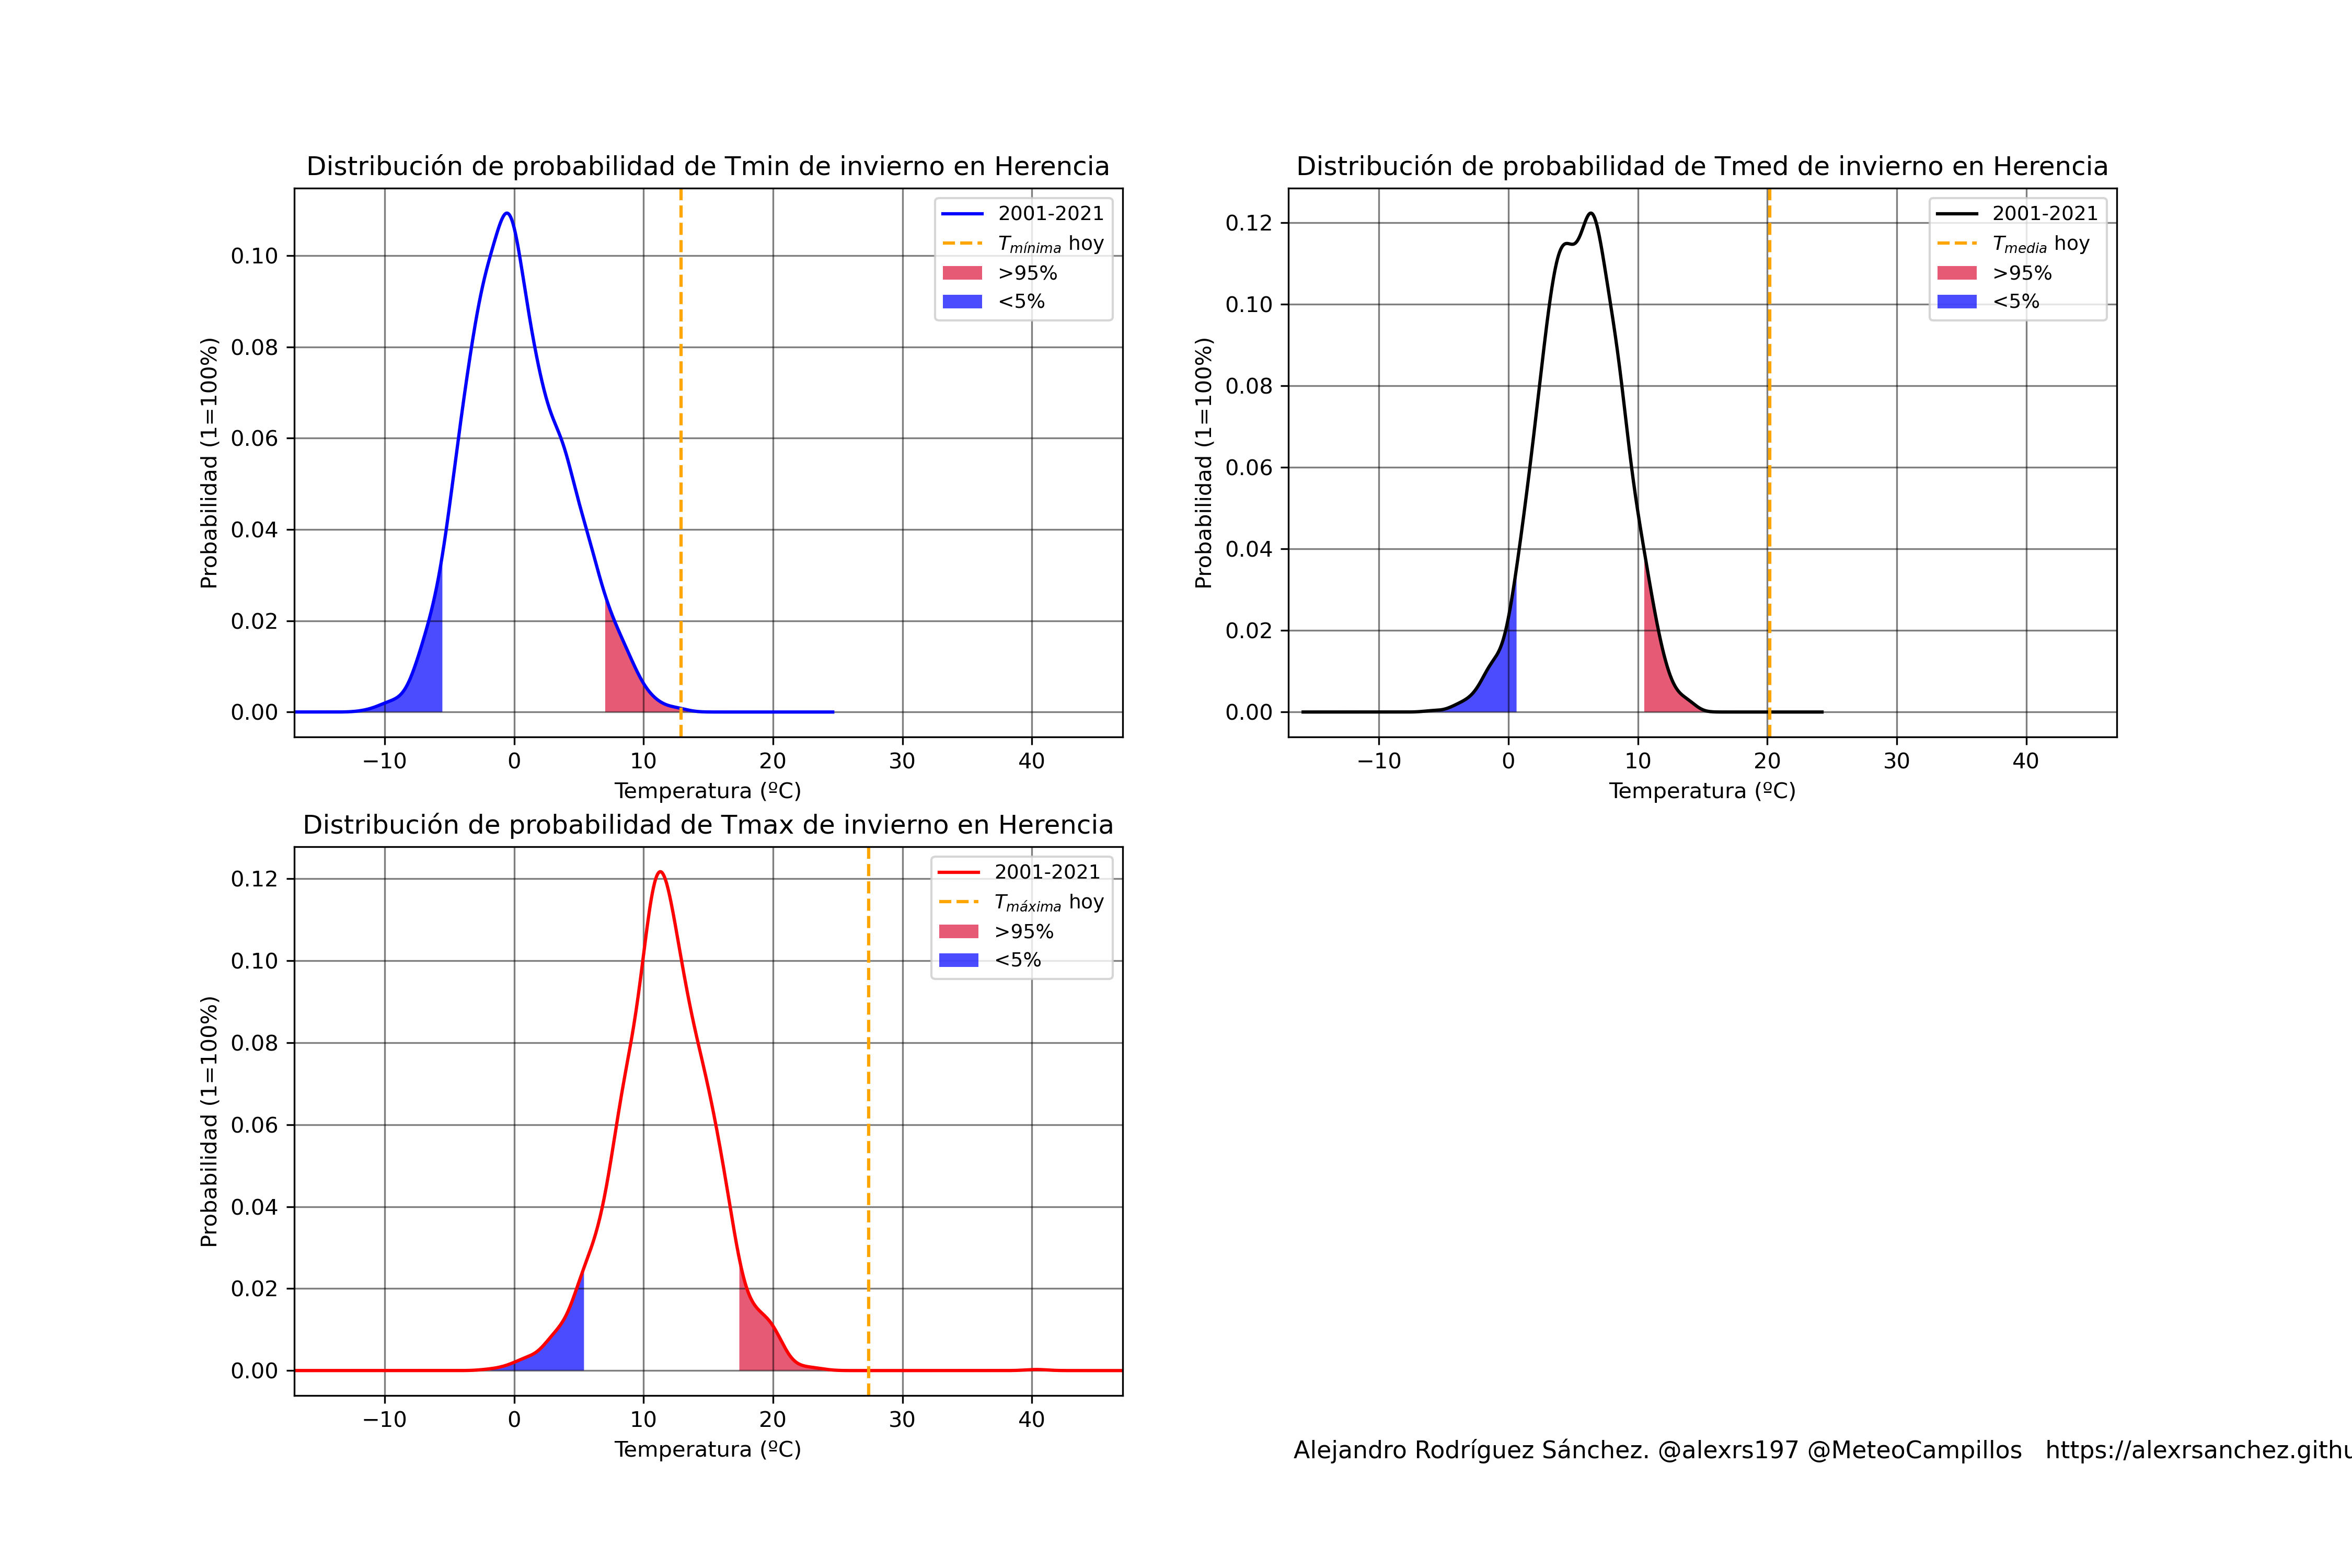 Distribución de probabilidad de Tmin de invierno en Herencia
2001-2021
Tmínima hoy
>95%
<5%
0.10
0.08
0.06
0.04
0.02
0.00
Probabilidad (1=100%)
−10 0 10 20 30 40
Temperatura (ºC)
Distribución de probabilidad de Tmed de invierno en Herencia
2001-2021
Tmedia hoy
>95%
<5%
0.12
0.10
0.08
0.06
0.04
0.02
0.00
Probabilidad (1=100%)
−10 0 10 20 30 40
Temperatura (ºC)
Distribución de probabilidad de Tmax de invierno en Herencia
2001-2021
Tmáxima hoy
>95%
<5%
0.12
0.10
0.08
0.06
0.04
0.02
0.00
Probabilidad (1=100%)
−10 0 10 20 30 40
Temperatura (ºC)
Alejandro Rodríguez Sánchez. @alexrs197 @MeteoCampillos https://alexrsanchez.githu